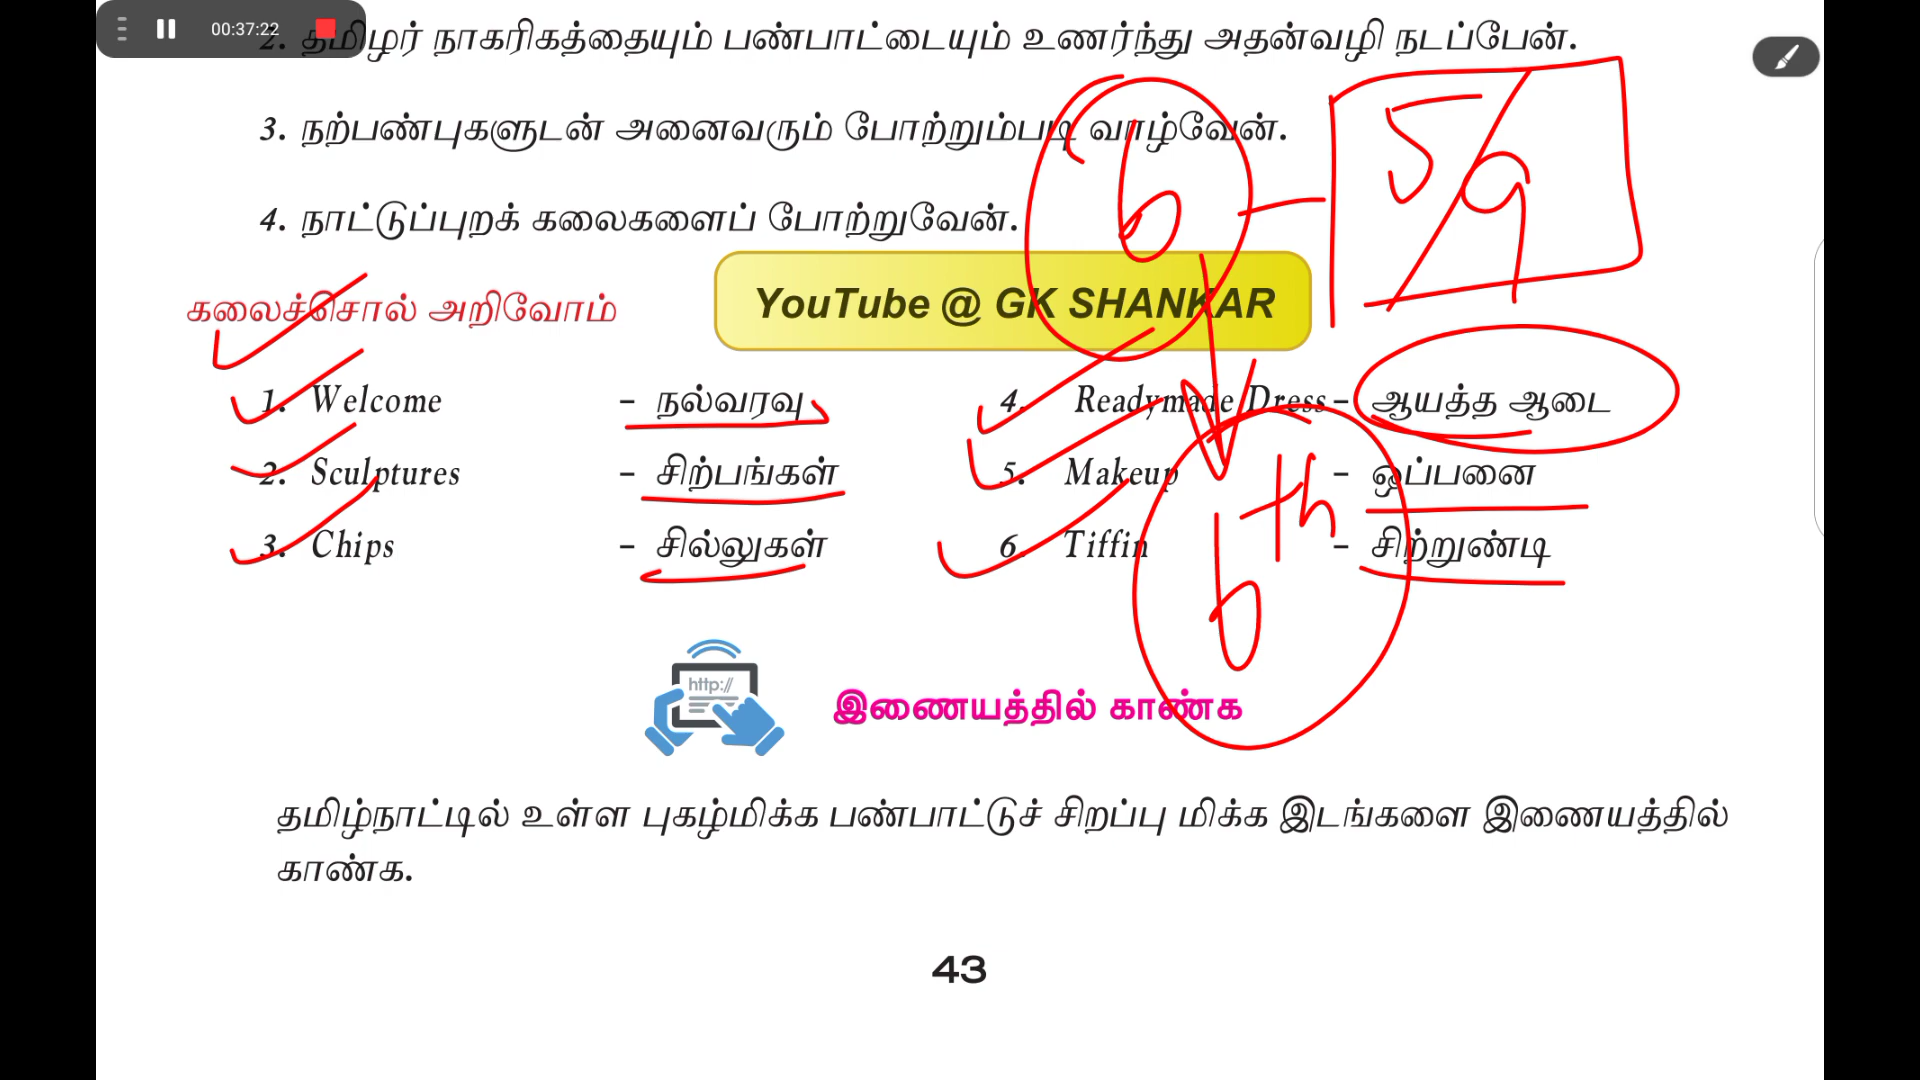 00:37:22
2. தமிழர் நாகரிகத்தையும் பண்பாட்டையும் உணர்ந்து அதன்வழி நடப்பேன்.
3. நற்பண்புகளுடன் அனைவரும் போற்றும்படி வாழ்வேன்.
6 - 5/9
4. நாட்டுப்புறக் கலைகளைப் போற்றுவேன்.
கலைச்சொல் அறிவோம்
YouTube @ GK SHANKAR
1. Welcome - நல்வரவு
4. Readymade Dress - ஆயத்த ஆடை
2. Sculptures - சிற்பங்கள்
5. Makeup - ஒப்பனை
3. Chips - சில்லுகள்
6. Tiffin - சிற்றுண்டி
6th
http://
இணையத்தில் காண்க
தமிழ்நாட்டில் உள்ள புகழ்மிக்க பண்பாட்டுச் சிறப்பு மிக்க இடங்களை இணையத்தில்
காண்க.
43